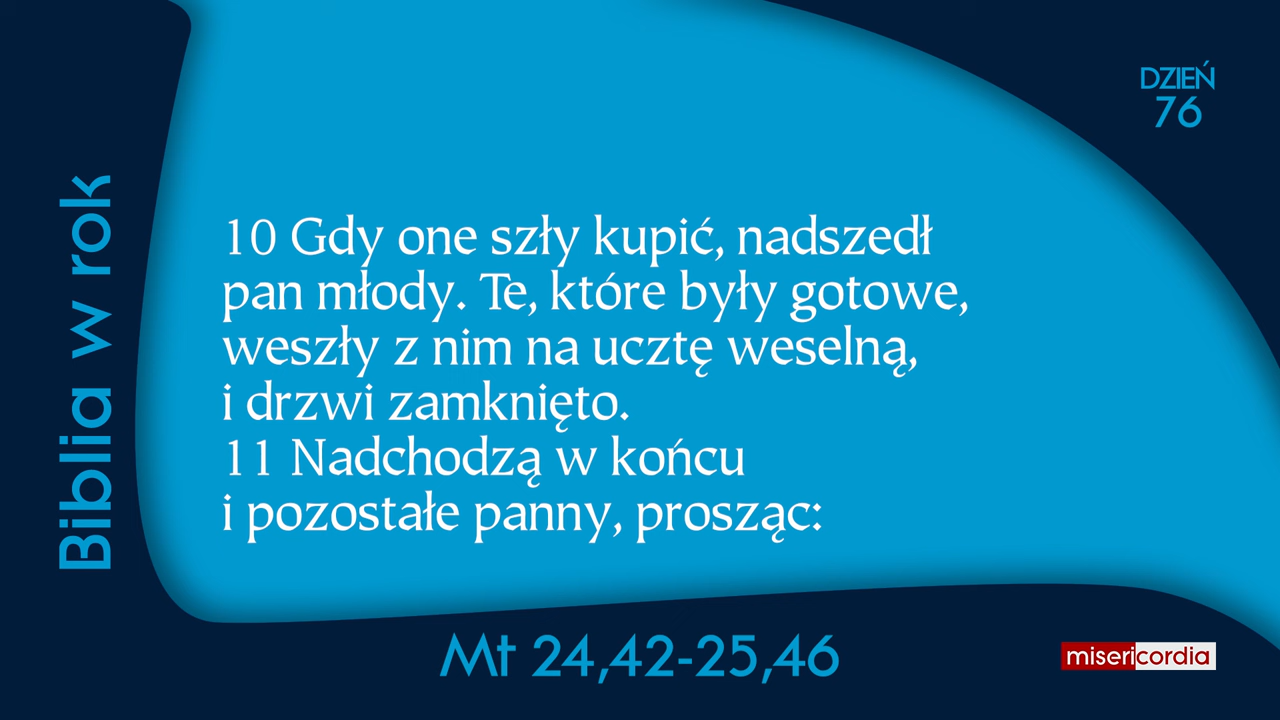 DZIEŃ
76
Biblia w rok
10 Gdy one szły kupić, nadszedł
pan młody. Te, które były gotowe,
weszły z nim na ucztę weselną,
i drzwi zamknięto.
11 Nadchodzą w końcu
i pozostałe panny, prosząc:
Mt 24,42-25,46
misericordia